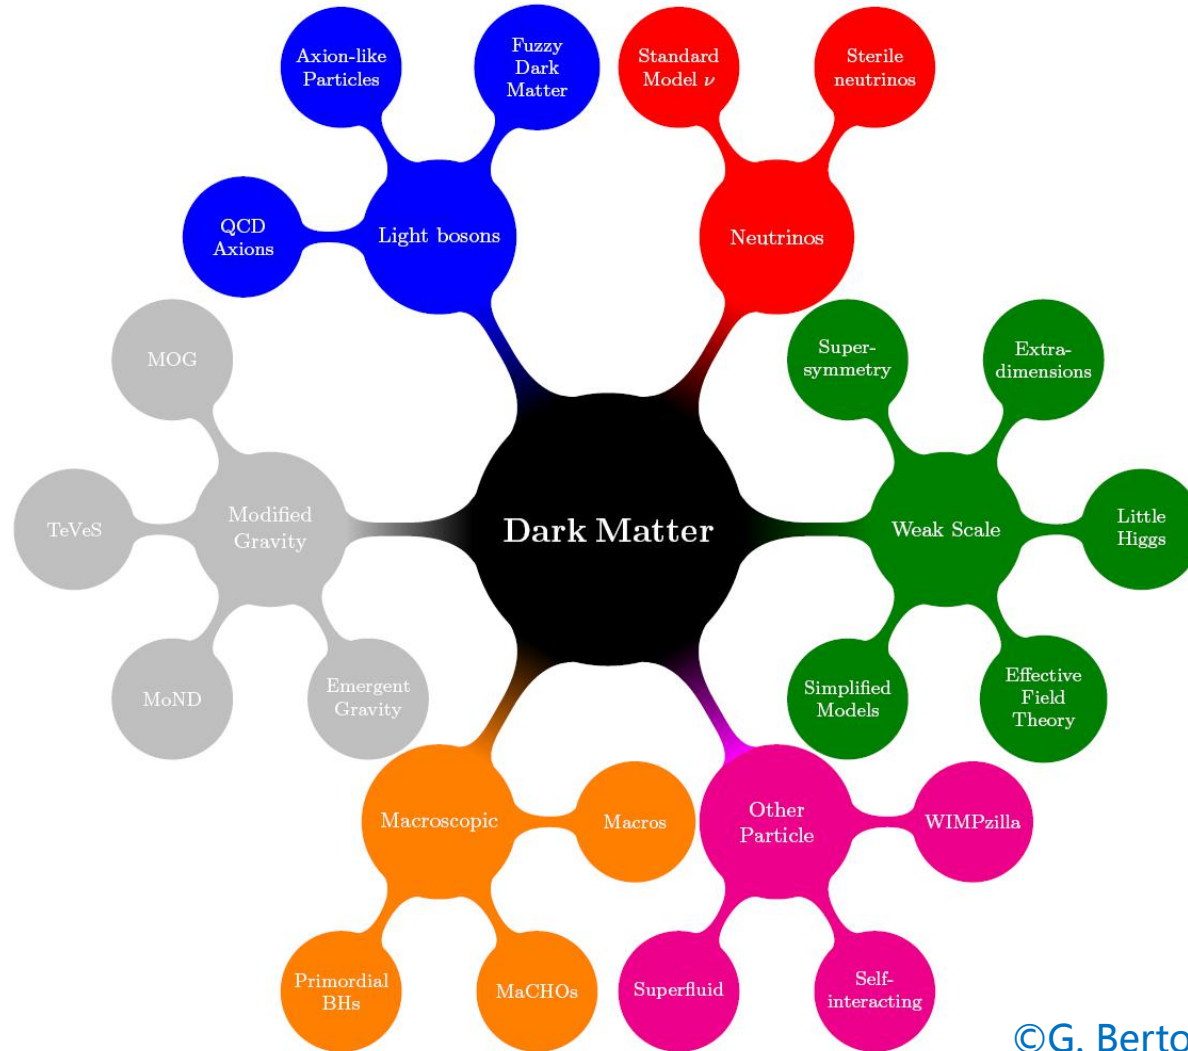 Axion-like
Particles
Fuzzy
Dark
Matter
Standard
Model ν
Sterile
neutrinos
QCD
Axions
Light bosons
Neutrinos
MOG
Super-
symmetry
Extra-
dimensions
TeVeS
Modified
Gravity
Dark Matter
Weak Scale
Little
Higgs
MoND
Emergent
Gravity
Simplified
Models
Effective
Field
Theory
Macroscopic
Macros
Other
Particle
WIMPzilla
Primordial
BHs
MaCHOs
Superfluid
Self-
interacting
©G. Berto